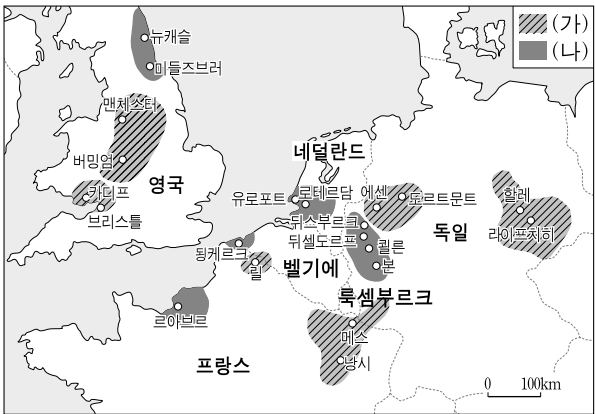 (가)
(나)
뉴캐슬
미들즈브러
맨체스터
버밍엄
카디프
영국
브리스틀
네덜란드
유로포트
로테르담
에센
도르트문트
할레
뒤스부르크
독일
라이프치히
뒤셀도르프
쾰른
됭케르크
벨기에
본
릴
룩셈부르크
르아브르
메스
프랑스
낭시
0 100km